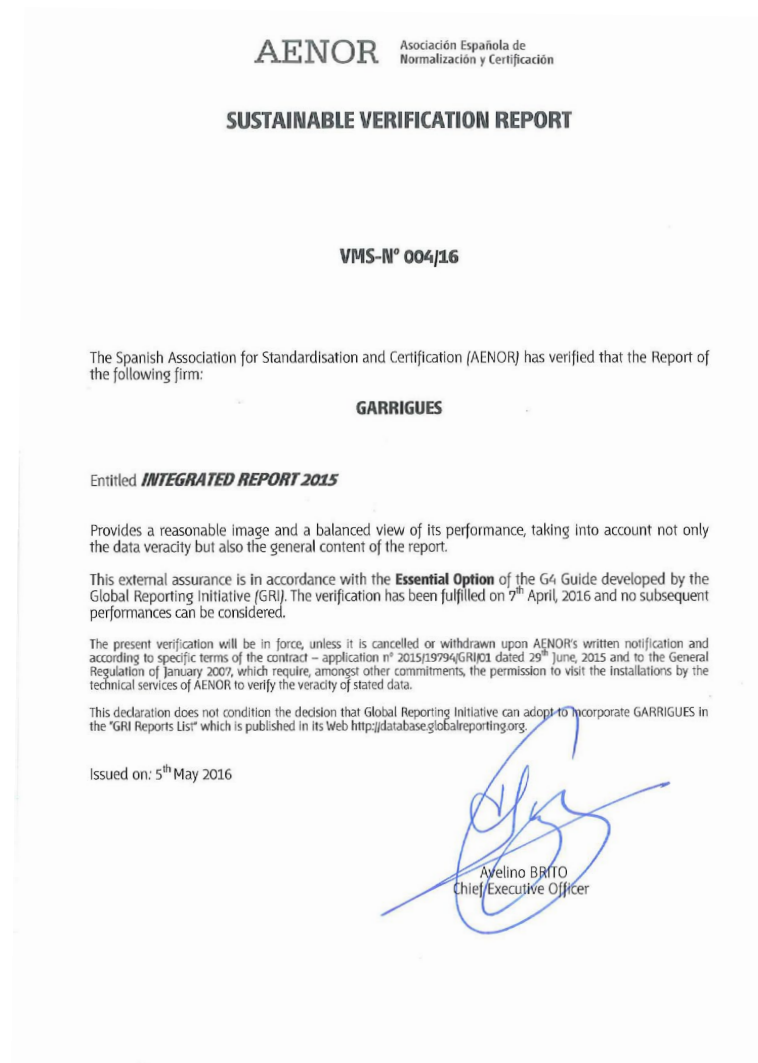 AENOR Asociación Española de
Normalización y Certificación
SUSTAINABLE VERIFICATION REPORT
VMS-Nº 004/16
The Spanish Association for Standardisation and Certification (AENOR) has verified that the Report of
the following firm:
GARRIGUES
Entitled INTEGRATED REPORT 2015
Provides a reasonable image and a balanced view of its performance, taking into account not only
the data veracity but also the general content of the report.
This external assurance is in accordance with the Essential Option of the G4 Guide developed by the
Global Reporting Initiative (GRI). The verification has been fulfilled on 7th April, 2016 and no subsequent
performances can be considered.
The present verification will be in force, unless it is cancelled or withdrawn upon AENOR's written notification and
according to specific terms of the contract – application nº 2015/19794/GRI/01 dated 29th June, 2015 and to the General
Regulation of January 2007, which require, amongst other commitments, the permission to visit the installations by the
technical services of AENOR to verify the veracity of stated data.
This declaration does not condition the decision that Global Reporting Initiative can adopt to incorporate GARRIGUES in
the "GRI Reports List" which is published in its Web http://database.globalreporting.org.
Issued on: 5th May 2016
Avelino BRITO
Chief Executive Officer